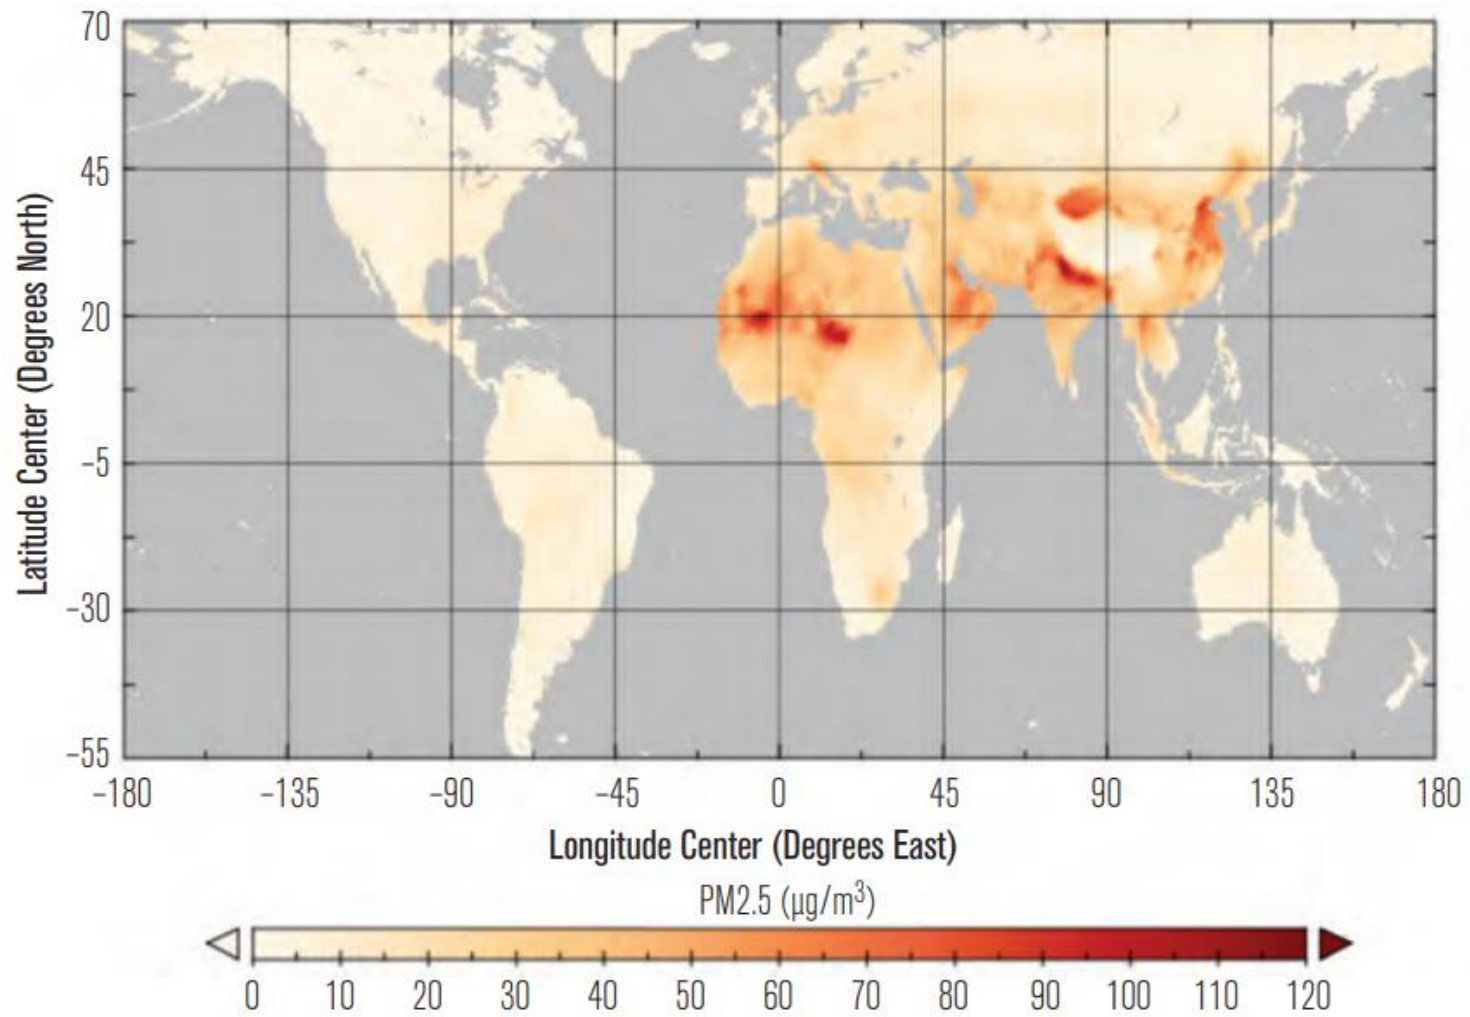 70
45
20
–5
–30
–55
Latitude Center (Degrees North)
–180 –135 –90 –45 0 45 90 135 180
Longitude Center (Degrees East)
PM2.5 (µg/m³)
0 10 20 30 40 50 60 70 80 90 100 110 120